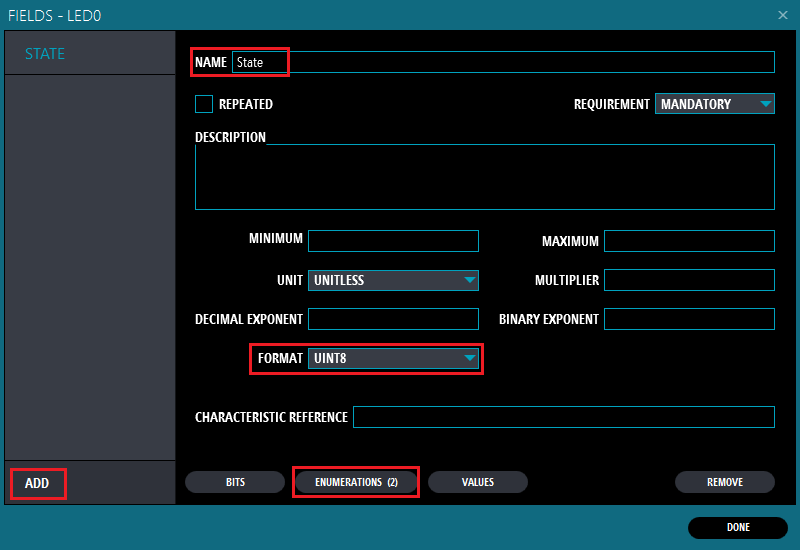 FIELDS - LED0
STATE
NAME State
REPEATED
REQUIREMENT MANDATORY
DESCRIPTION
MINIMUM
MAXIMUM
UNIT UNITLESS
MULTIPLIER
DECIMAL EXPONENT
BINARY EXPONENT
FORMAT UINT8
CHARACTERISTIC REFERENCE
ADD
BITS
ENUMERATIONS (2)
VALUES
REMOVE
DONE